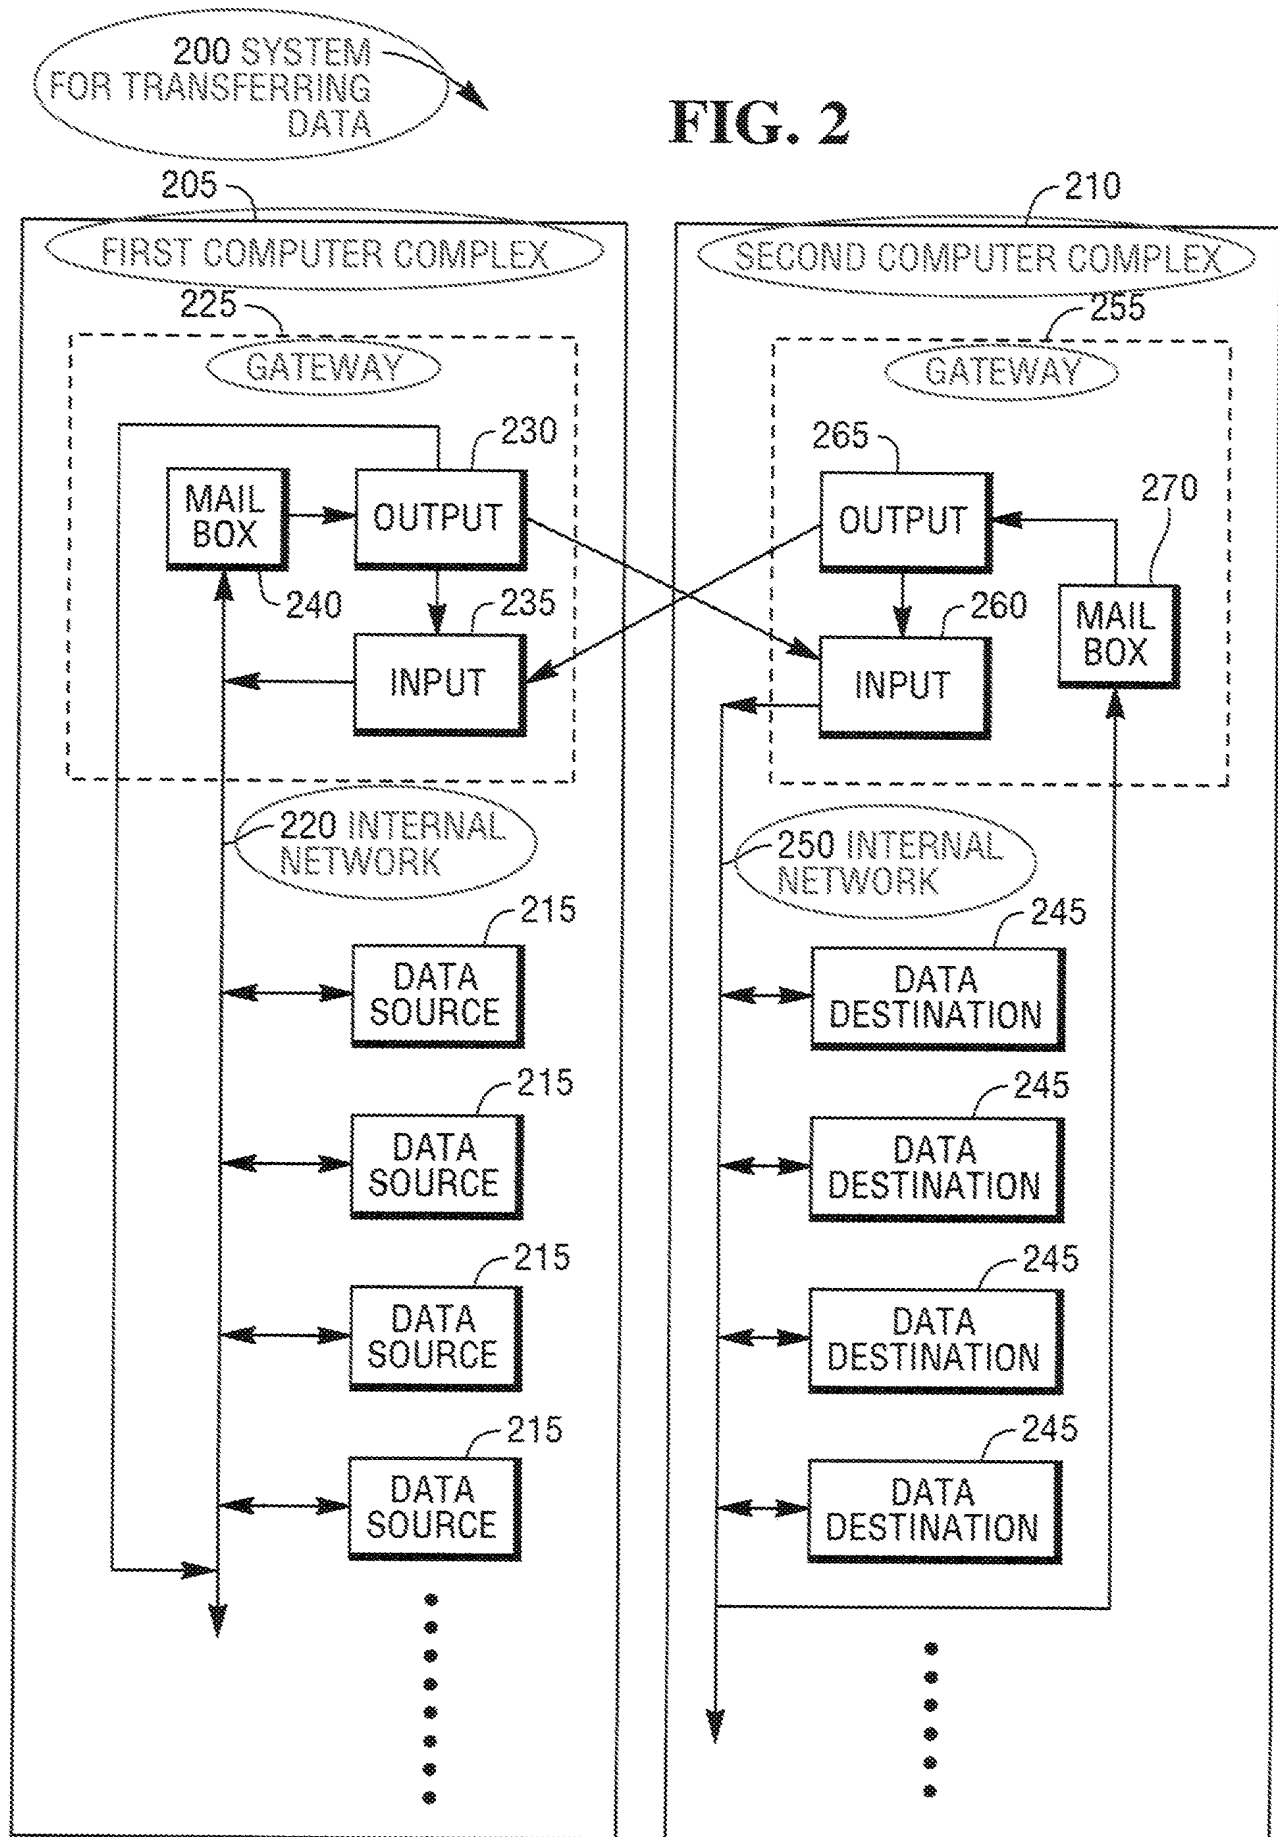 200 SYSTEM
FOR TRANSFERRING
DATA
FIG. 2
205
FIRST COMPUTER COMPLEX
225
GATEWAY
230
MAIL
BOX
OUTPUT
240
235
INPUT
220 INTERNAL
NETWORK
215
DATA
SOURCE
215
DATA
SOURCE
215
DATA
SOURCE
215
DATA
SOURCE
210
SECOND COMPUTER COMPLEX
255
GATEWAY
265
OUTPUT
270
260
MAIL
BOX
INPUT
250 INTERNAL
NETWORK
245
DATA
DESTINATION
245
DATA
DESTINATION
245
DATA
DESTINATION
245
DATA
DESTINATION